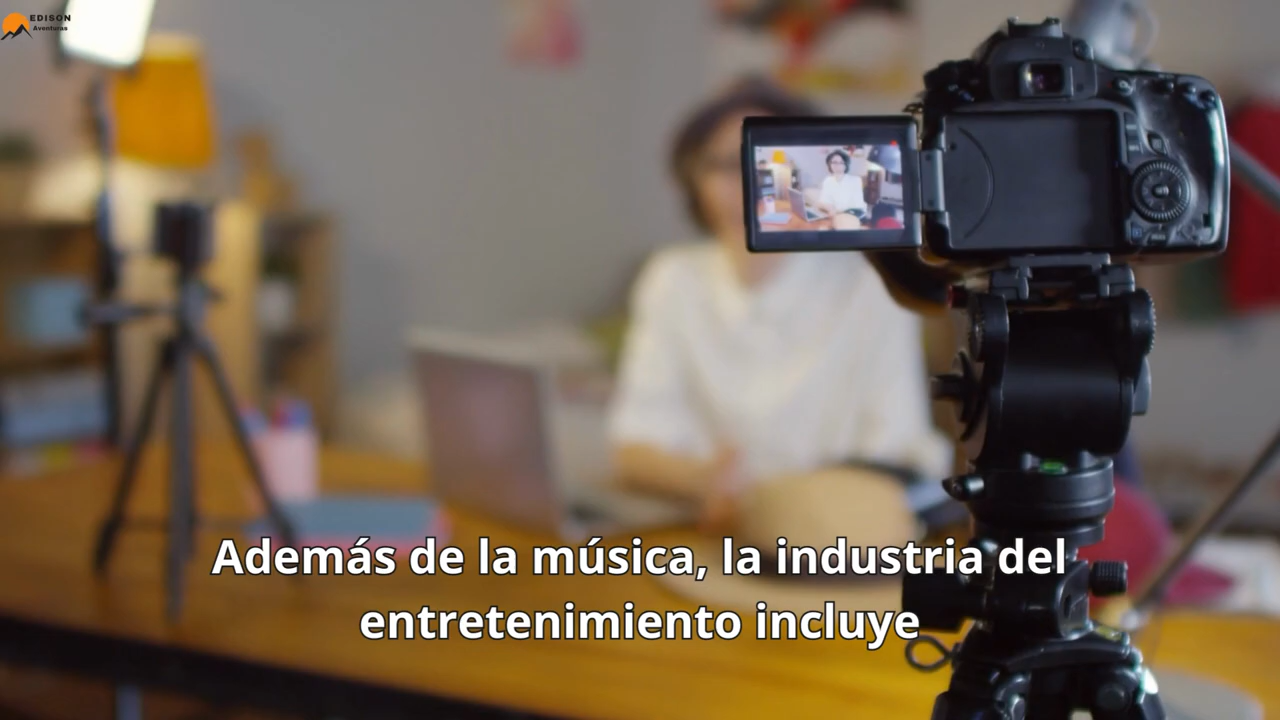 EDISON
Aventuras
Además de la música, la industria del
entretenimiento incluye